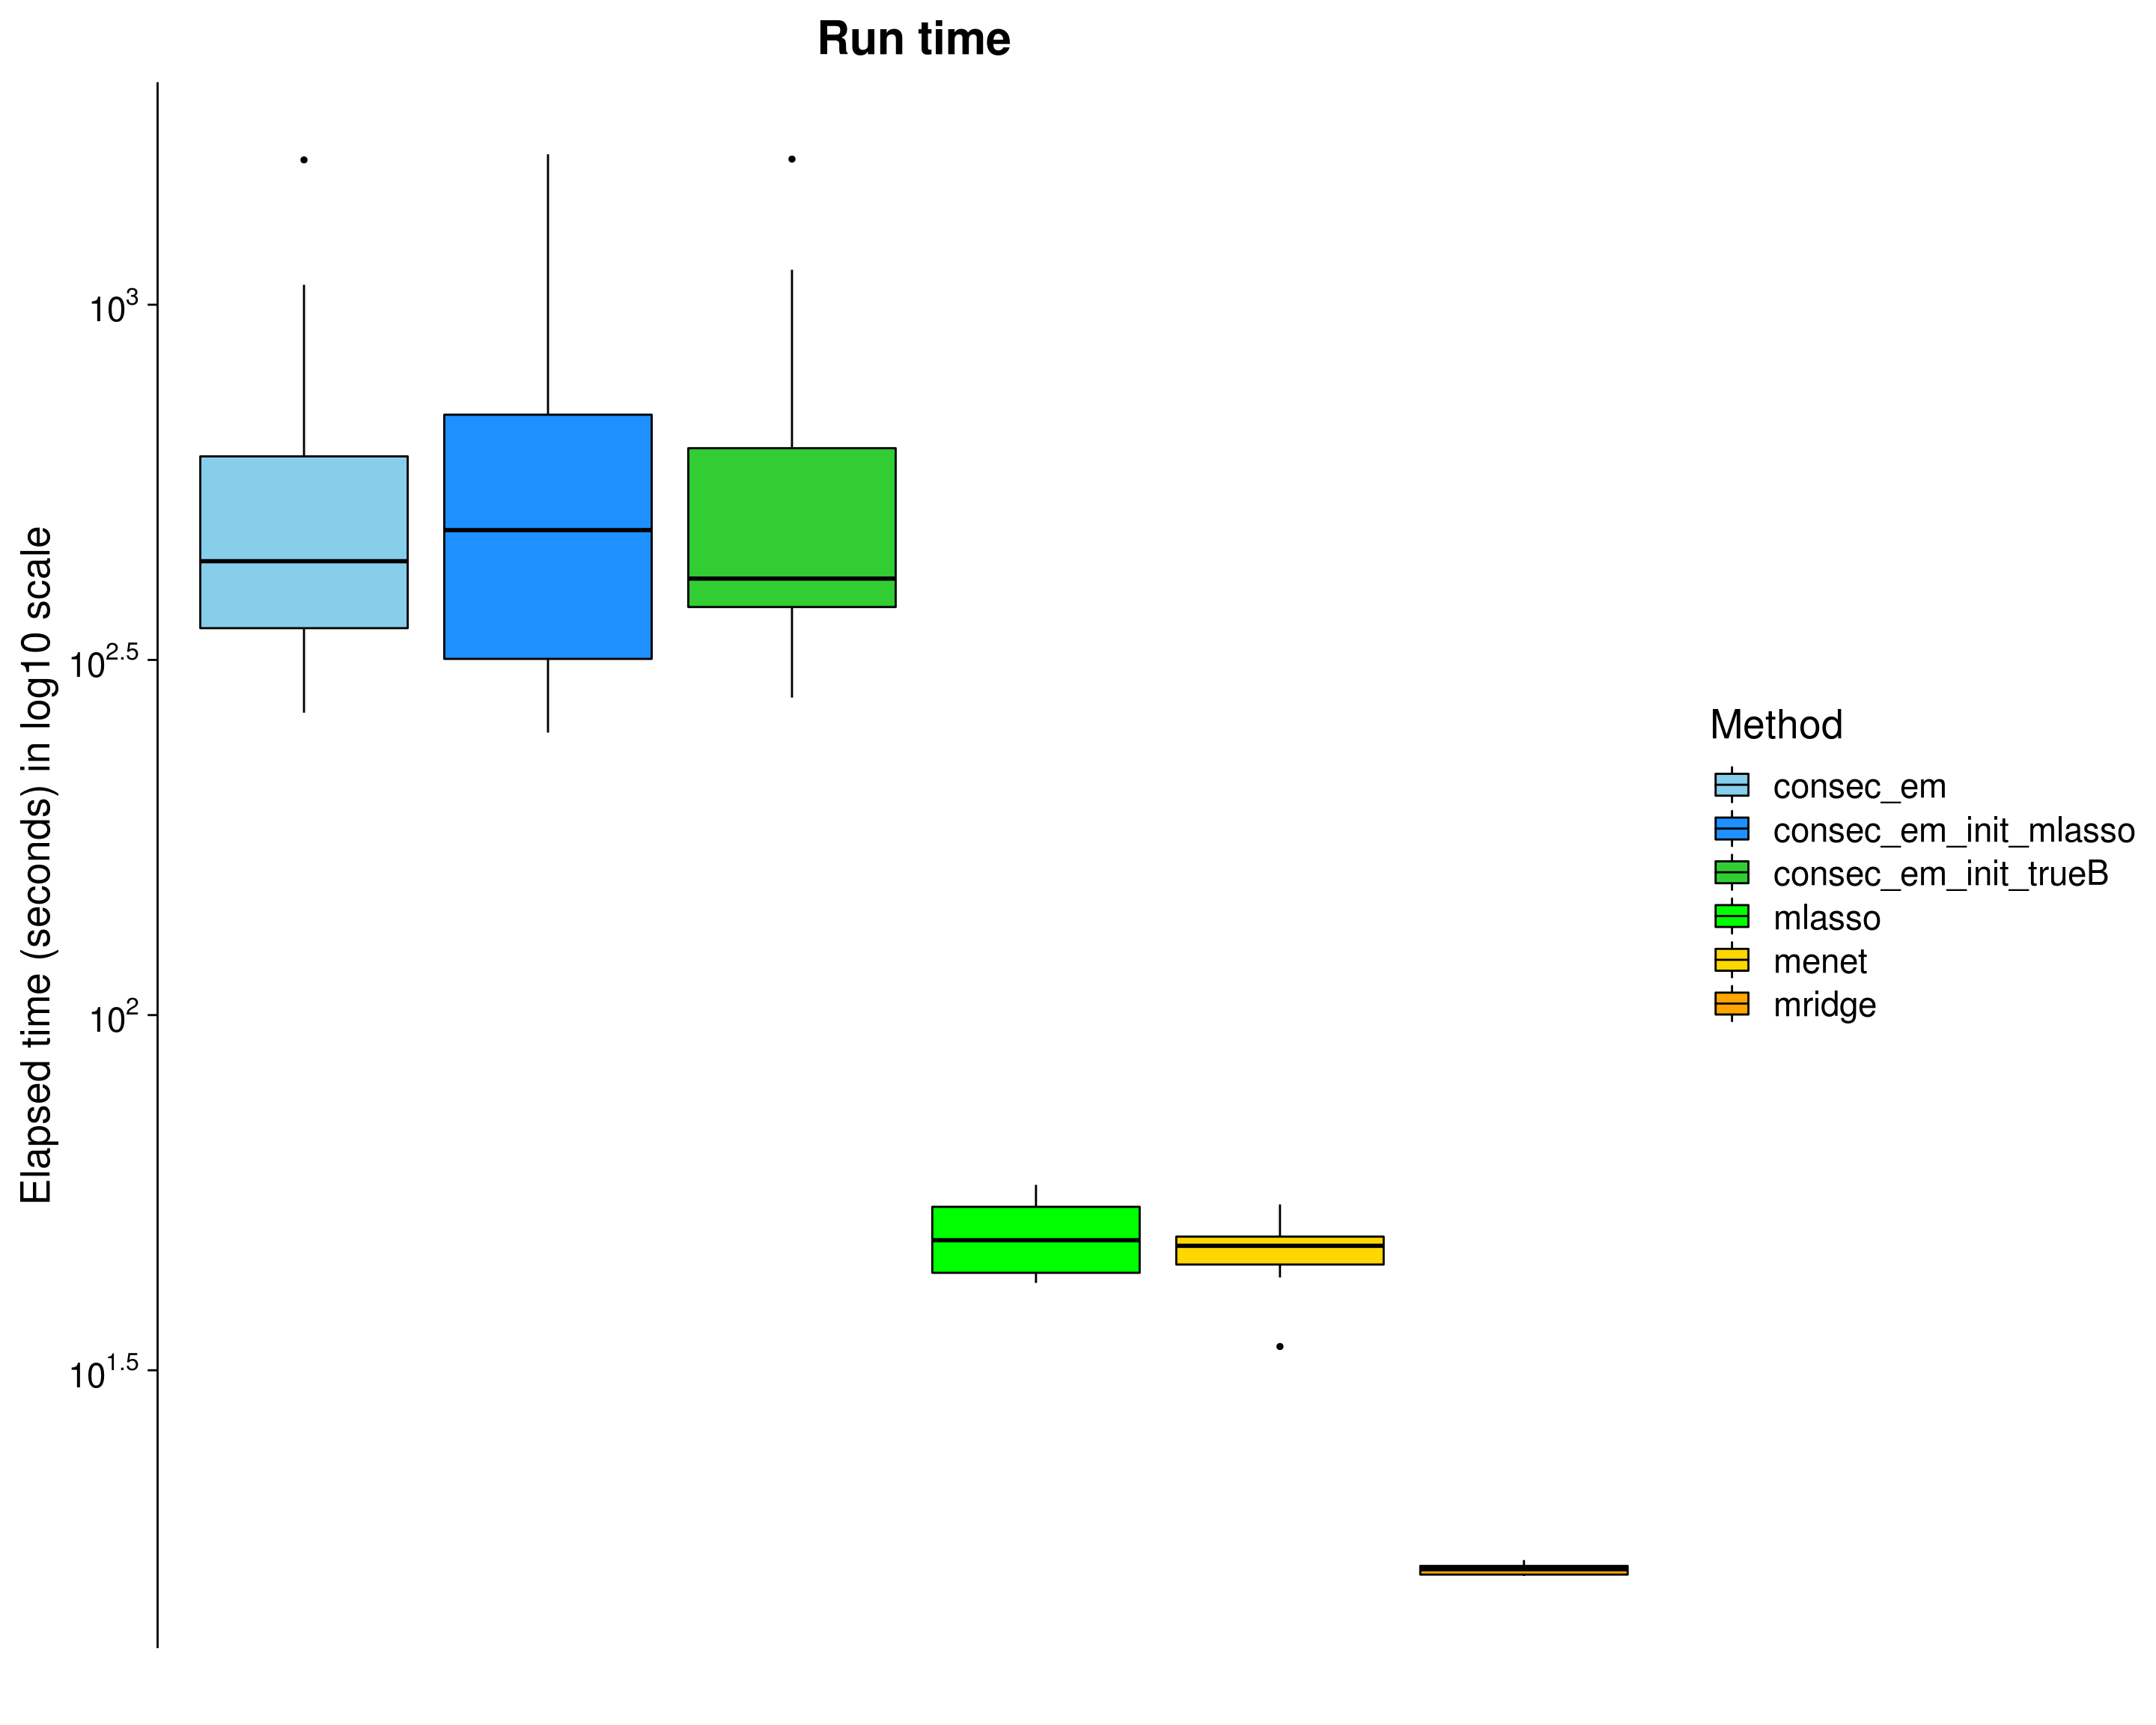 Run time
Elapsed time (seconds) in log10 scale
10^3
10^2.5
10^2
10^1.5
Method
consec_em
consec_em_init_mlasso
consec_em_init_trueB
mlasso
menet
mridge